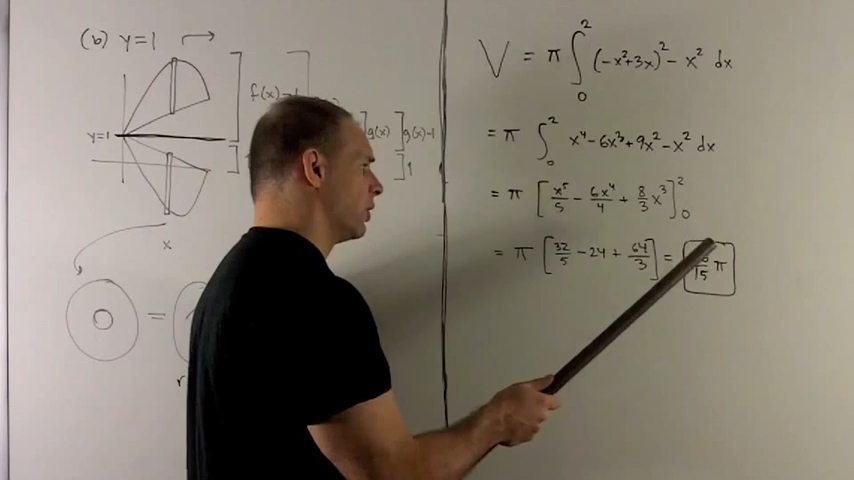 (b) y=1
f(x)-1
y=1
g(x)
g(x)-1
1
x
=
V = π ∫₀² (-x²+3x)² - x² dx
= π ∫₀² x⁴-6x³+9x²-x² dx
= π [x⁵/5 - 6x⁴/4 + 8/3 x³]₀²
= π [32/5 - 24 + 64/3] =
15 π